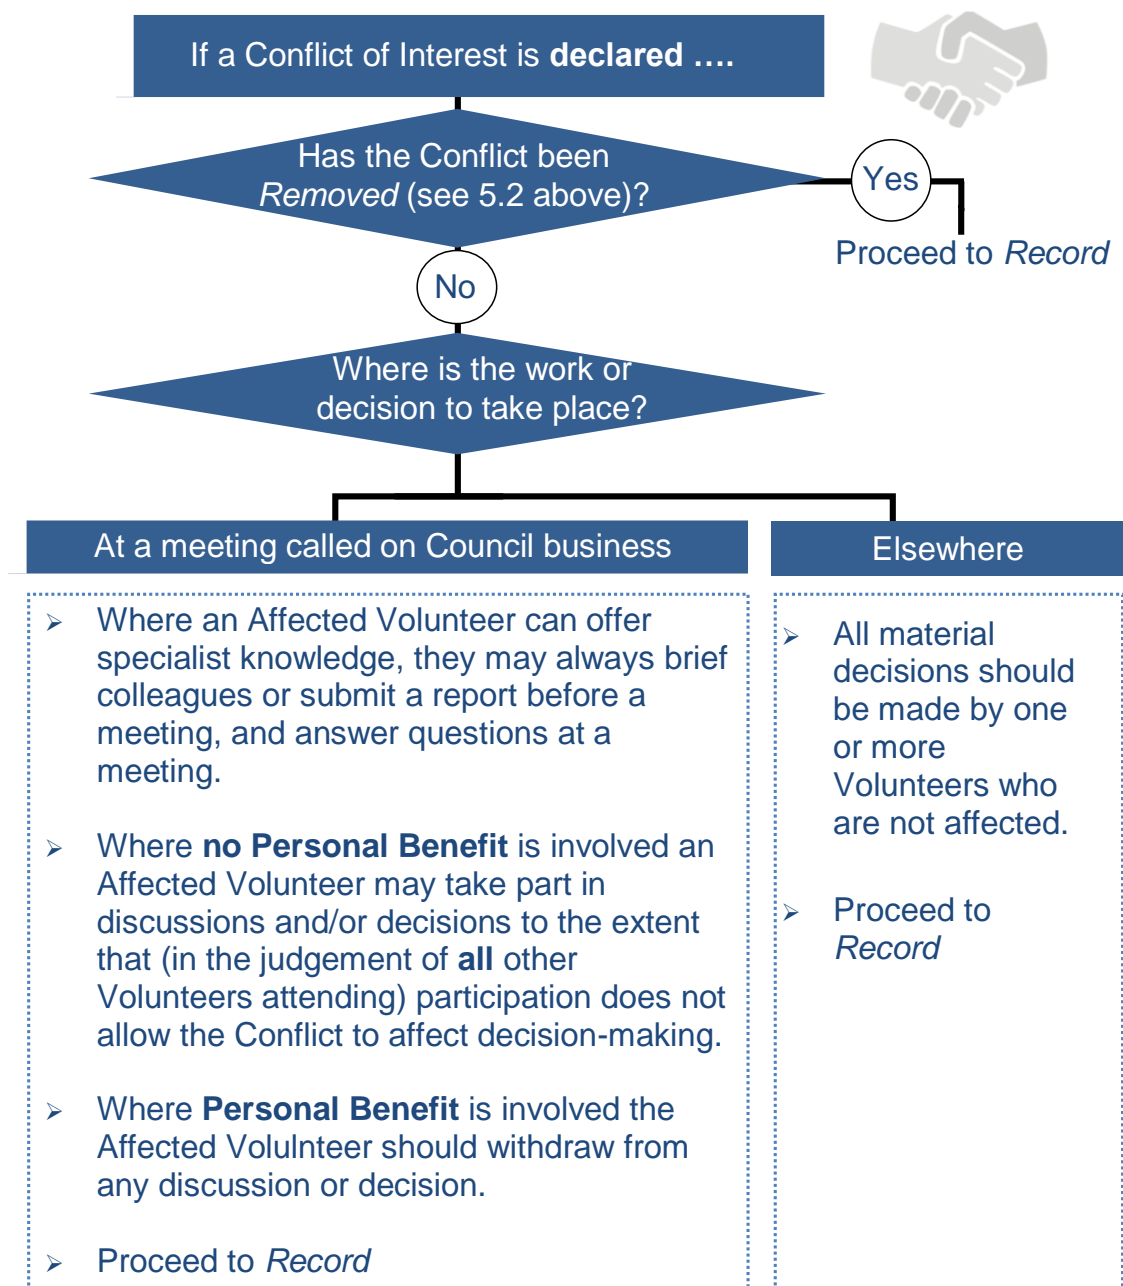 If a Conflict of Interest is declared ….
Has the Conflict been
Removed (see 5.2 above)?
Yes
Proceed to Record
No
Where is the work or
decision to take place?
At a meeting called on Council business
➢ Where an Affected Volunteer can offer
specialist knowledge, they may always brief
colleagues or submit a report before a
meeting, and answer questions at a
meeting.
➢ Where no Personal Benefit is involved an
Affected Volunteer may take part in
discussions and/or decisions to the extent
that (in the judgement of all other
Volunteers attending) participation does not
allow the Conflict to affect decision-making.
➢ Where Personal Benefit is involved the
Affected Volulnteer should withdraw from
any discussion or decision.
➢ Proceed to Record
Elsewhere
➢ All material
decisions should
be made by one
or more
Volunteers who
are not affected.
➢ Proceed to
Record